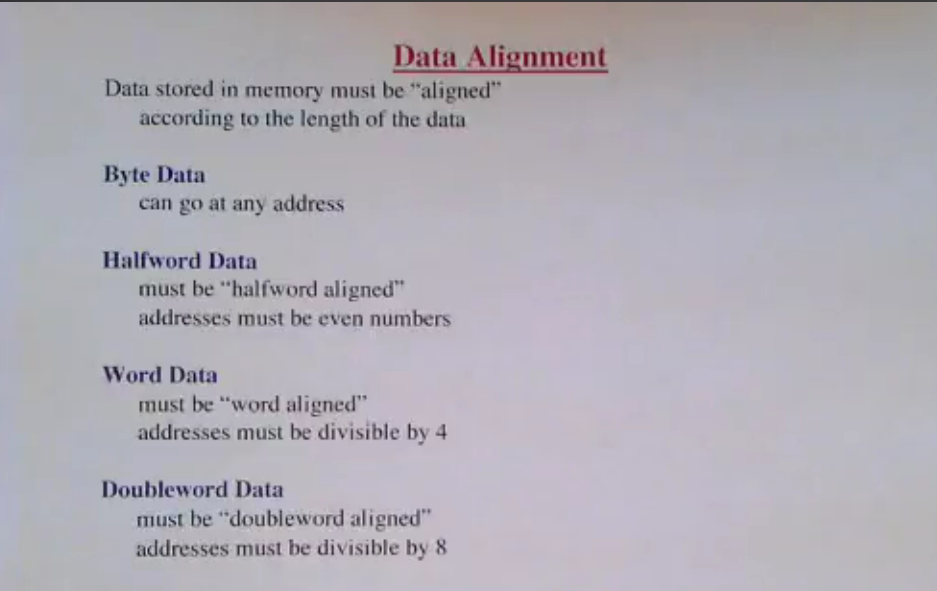 Data Alignment
Data stored in memory must be “aligned”
according to the length of the data
Byte Data
can go at any address
Halfword Data
must be “halfword aligned”
addresses must be even numbers
Word Data
must be “word aligned”
addresses must be divisible by 4
Doubleword Data
must be “doubleword aligned”
addresses must be divisible by 8